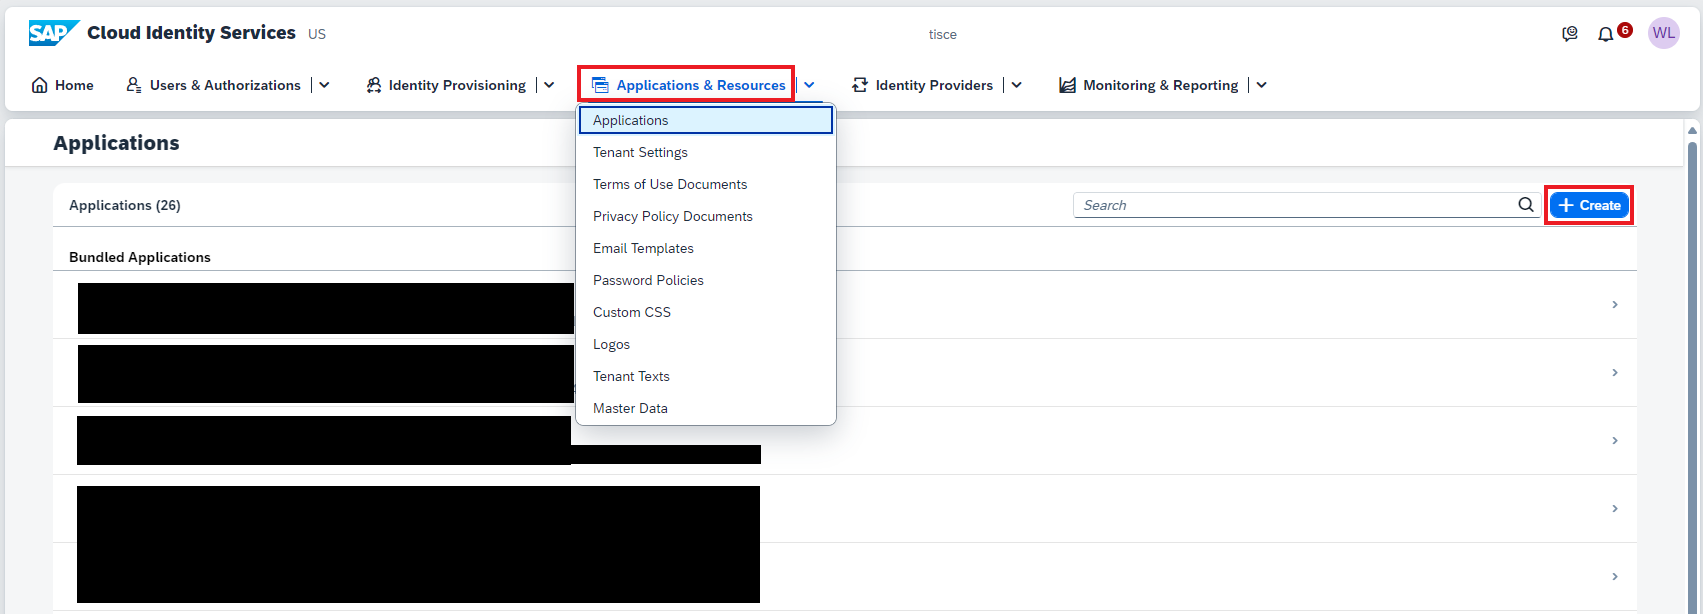 SAP Cloud Identity Services US
tisce
6
WL
Home
Users & Authorizations
Identity Provisioning
Applications & Resources
Identity Providers
Monitoring & Reporting
Applications
Tenant Settings
Terms of Use Documents
Privacy Policy Documents
Email Templates
Password Policies
Custom CSS
Logos
Tenant Texts
Master Data
Applications
Applications (26)
Search
Create
Bundled Applications